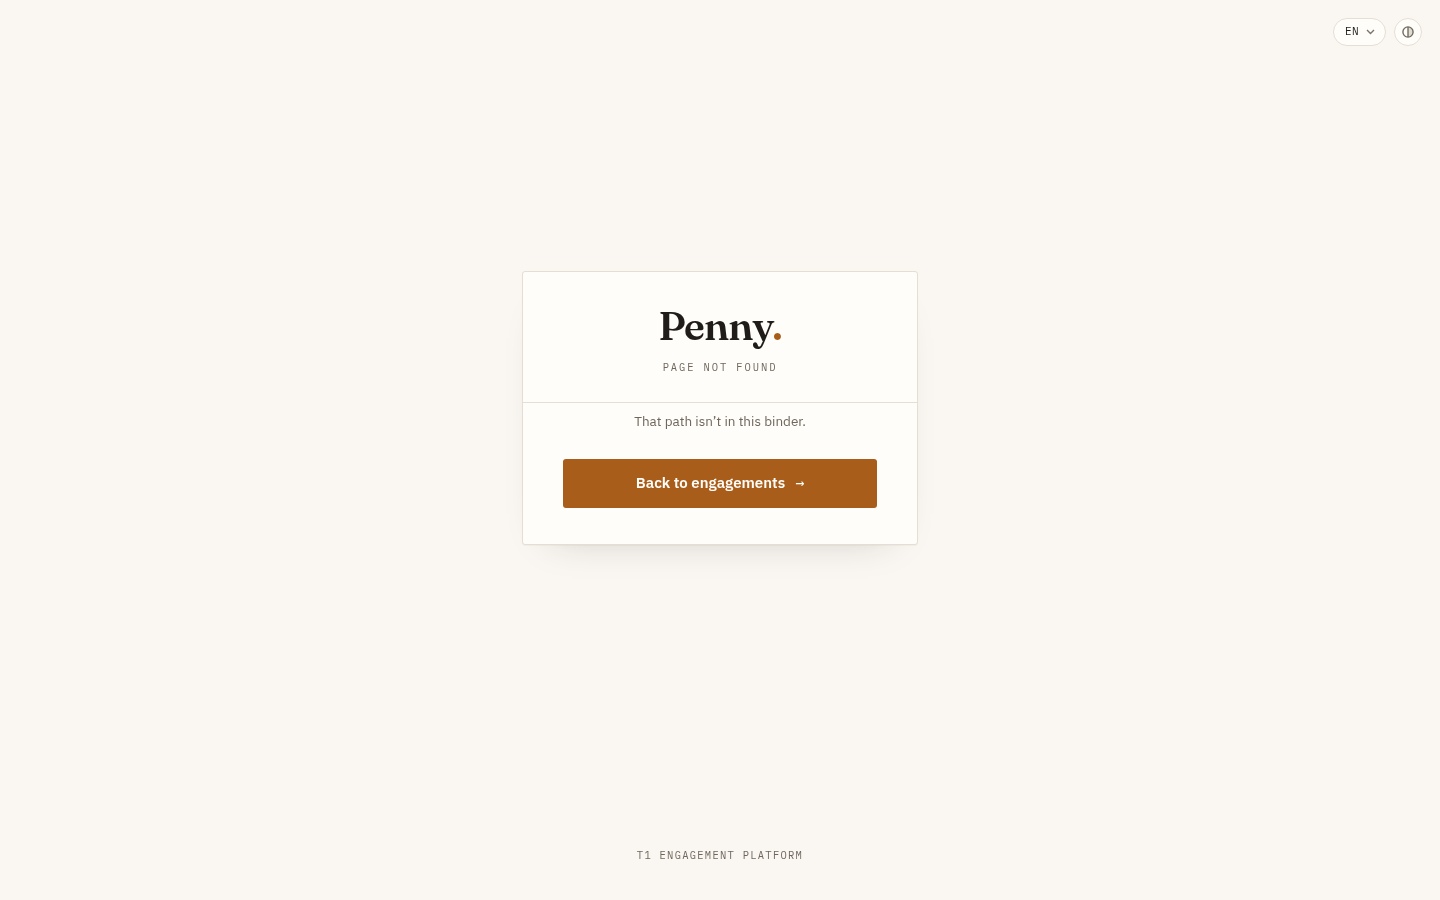 EN
Penny.
PAGE NOT FOUND
That path isn’t in this binder.
Back to engagements →
T1 ENGAGEMENT PLATFORM